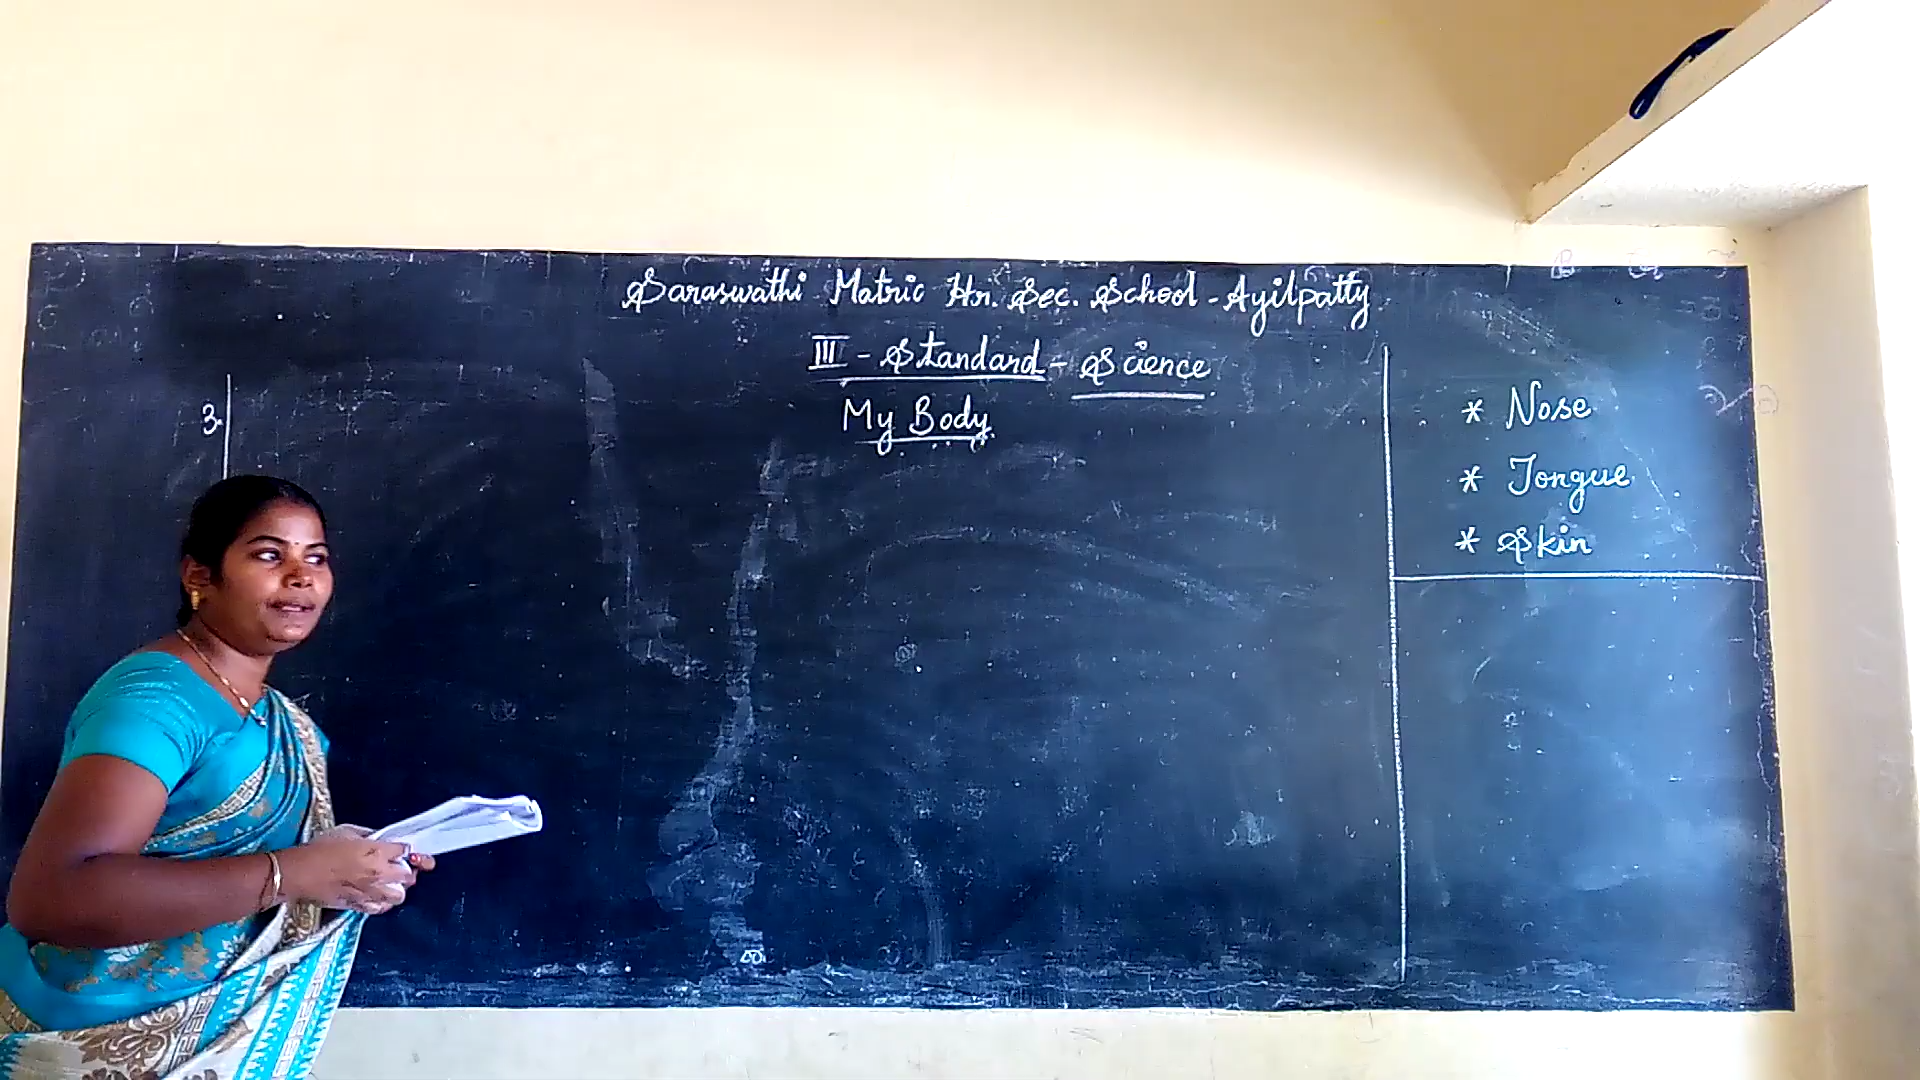 Saraswathi Matric Hr. Sec. School - Ayilpatty
III - Standard - Science
3.
My Body
* Nose
* Tongue
* Skin